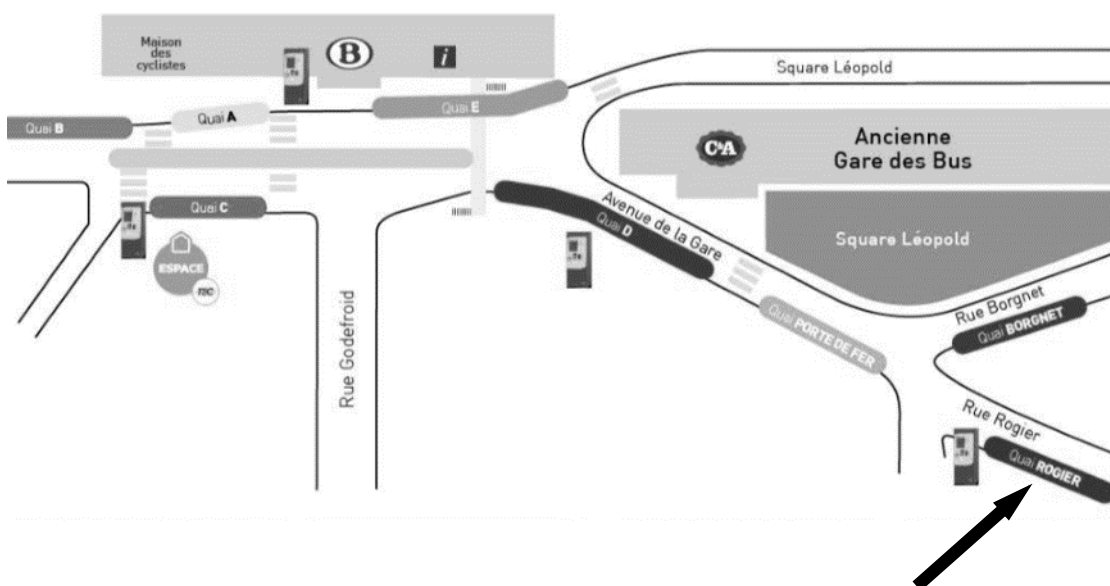 Maison
des
cyclistes
B
i
Square Léopold
Quai B
Quai A
Quai E
C&A
Ancienne
Gare des Bus
Quai C
ESPACE
Avenue de la Gare
Quai D
Square Léopold
Rue Godefroid
Quai PORTE DE FER
Rue Borgnet
Quai BORGNET
Rue Rogier
Quai ROGIER